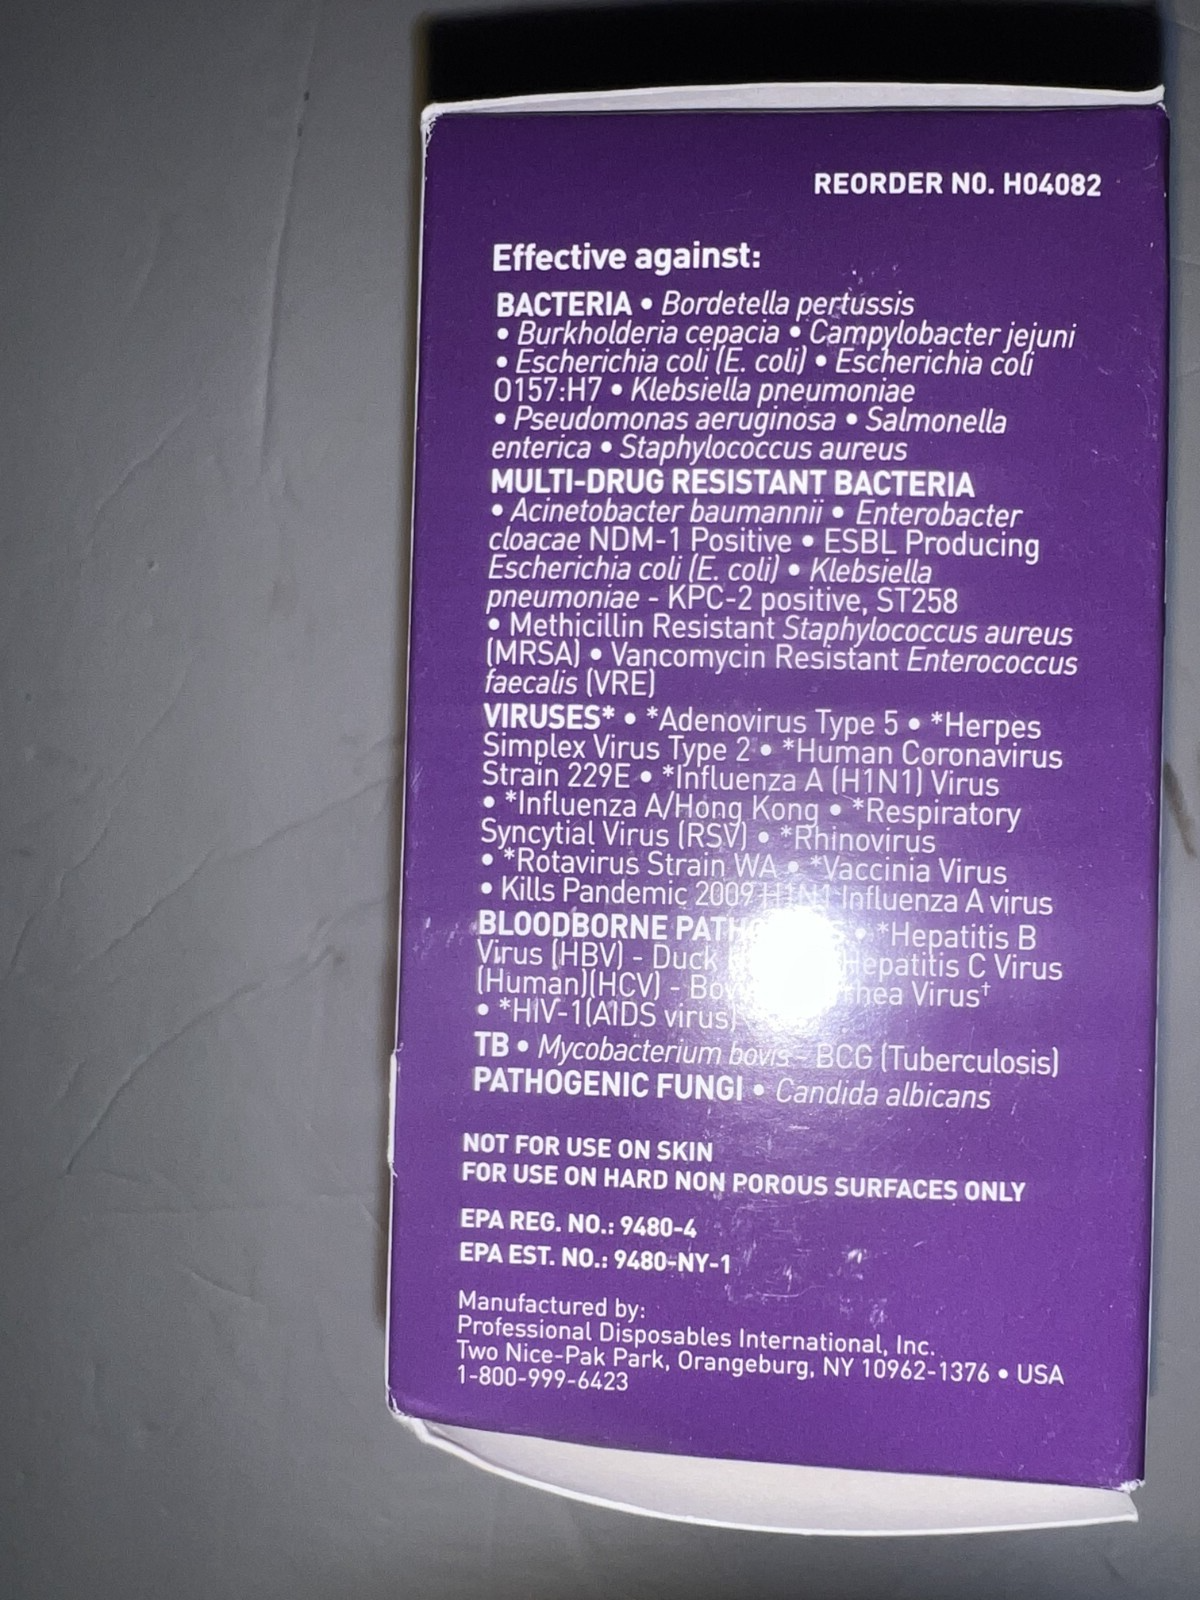 REORDER NO. H04082
Effective against:
BACTERIA • Bordetella pertussis
• Burkholderia cepacia • Campylobacter jejuni
• Escherichia coli (E. coli) • Escherichia coli
O157:H7 • Klebsiella pneumoniae
• Pseudomonas aeruginosa • Salmonella
enterica • Staphylococcus aureus
MULTI-DRUG RESISTANT BACTERIA
• Acinetobacter baumannii • Enterobacter
cloacae NDM-1 Positive • ESBL Producing
Escherichia coli (E. coli) • Klebsiella
pneumoniae - KPC-2 positive, ST258
• Methicillin Resistant Staphylococcus aureus
(MRSA) • Vancomycin Resistant Enterococcus
faecalis (VRE)
VIRUSES* • *Adenovirus Type 5 • *Herpes
Simplex Virus Type 2 • *Human Coronavirus
Strain 229E • *Influenza A (H1N1) Virus
• *Influenza A/Hong Kong • *Respiratory
Syncytial Virus (RSV) • *Rhinovirus
• *Rotavirus Strain WA • *Vaccinia Virus
• Kills Pandemic 2009 H1N1 Influenza A virus
BLOODBORNE • *Hepatitis B
Virus (HBV) - Duck Hepatitis C Virus
(Human)(HCV) - Virus†
• *HIV-1(AIDS virus)
TB • Mycobacterium bovis - BCG (Tuberculosis)
PATHOGENIC FUNGI • Candida albicans
NOT FOR USE ON SKIN
FOR USE ON HARD NON POROUS SURFACES ONLY
EPA REG. NO.: 9480-4
EPA EST. NO.: 9480-NY-1
Manufactured by:
Professional Disposables International, Inc.
Two Nice-Pak Park, Orangeburg, NY 10962-1376 • USA
1-800-999-6423